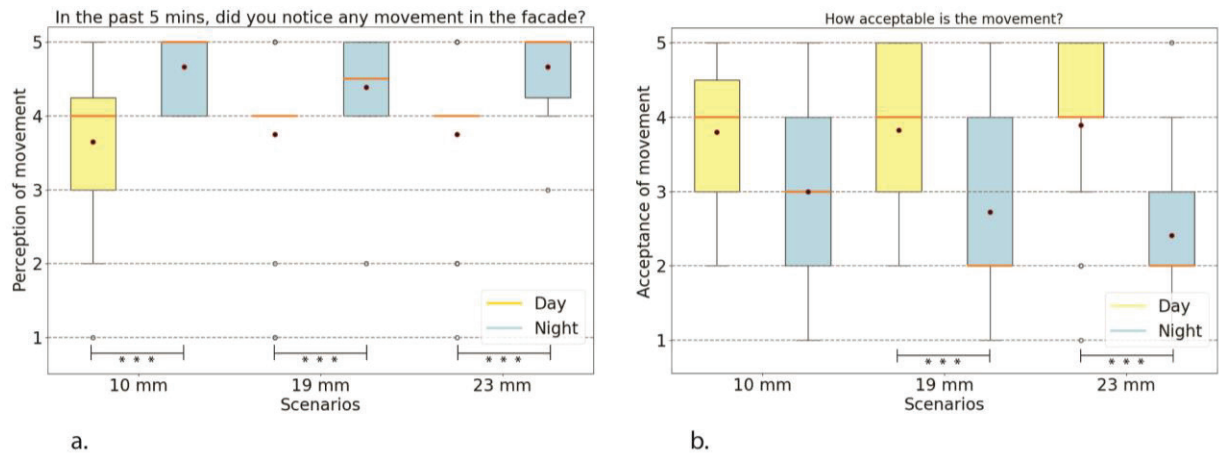 In the past 5 mins, did you notice any movement in the facade?
5
4
3
2
1
Perception of movement
Day
Night
* * *
* * *
* * *
10 mm
19 mm
23 mm
Scenarios
a.
How acceptable is the movement?
5
4
3
2
1
Acceptance of movement
Day
Night
* * *
* * *
10 mm
19 mm
23 mm
Scenarios
b.